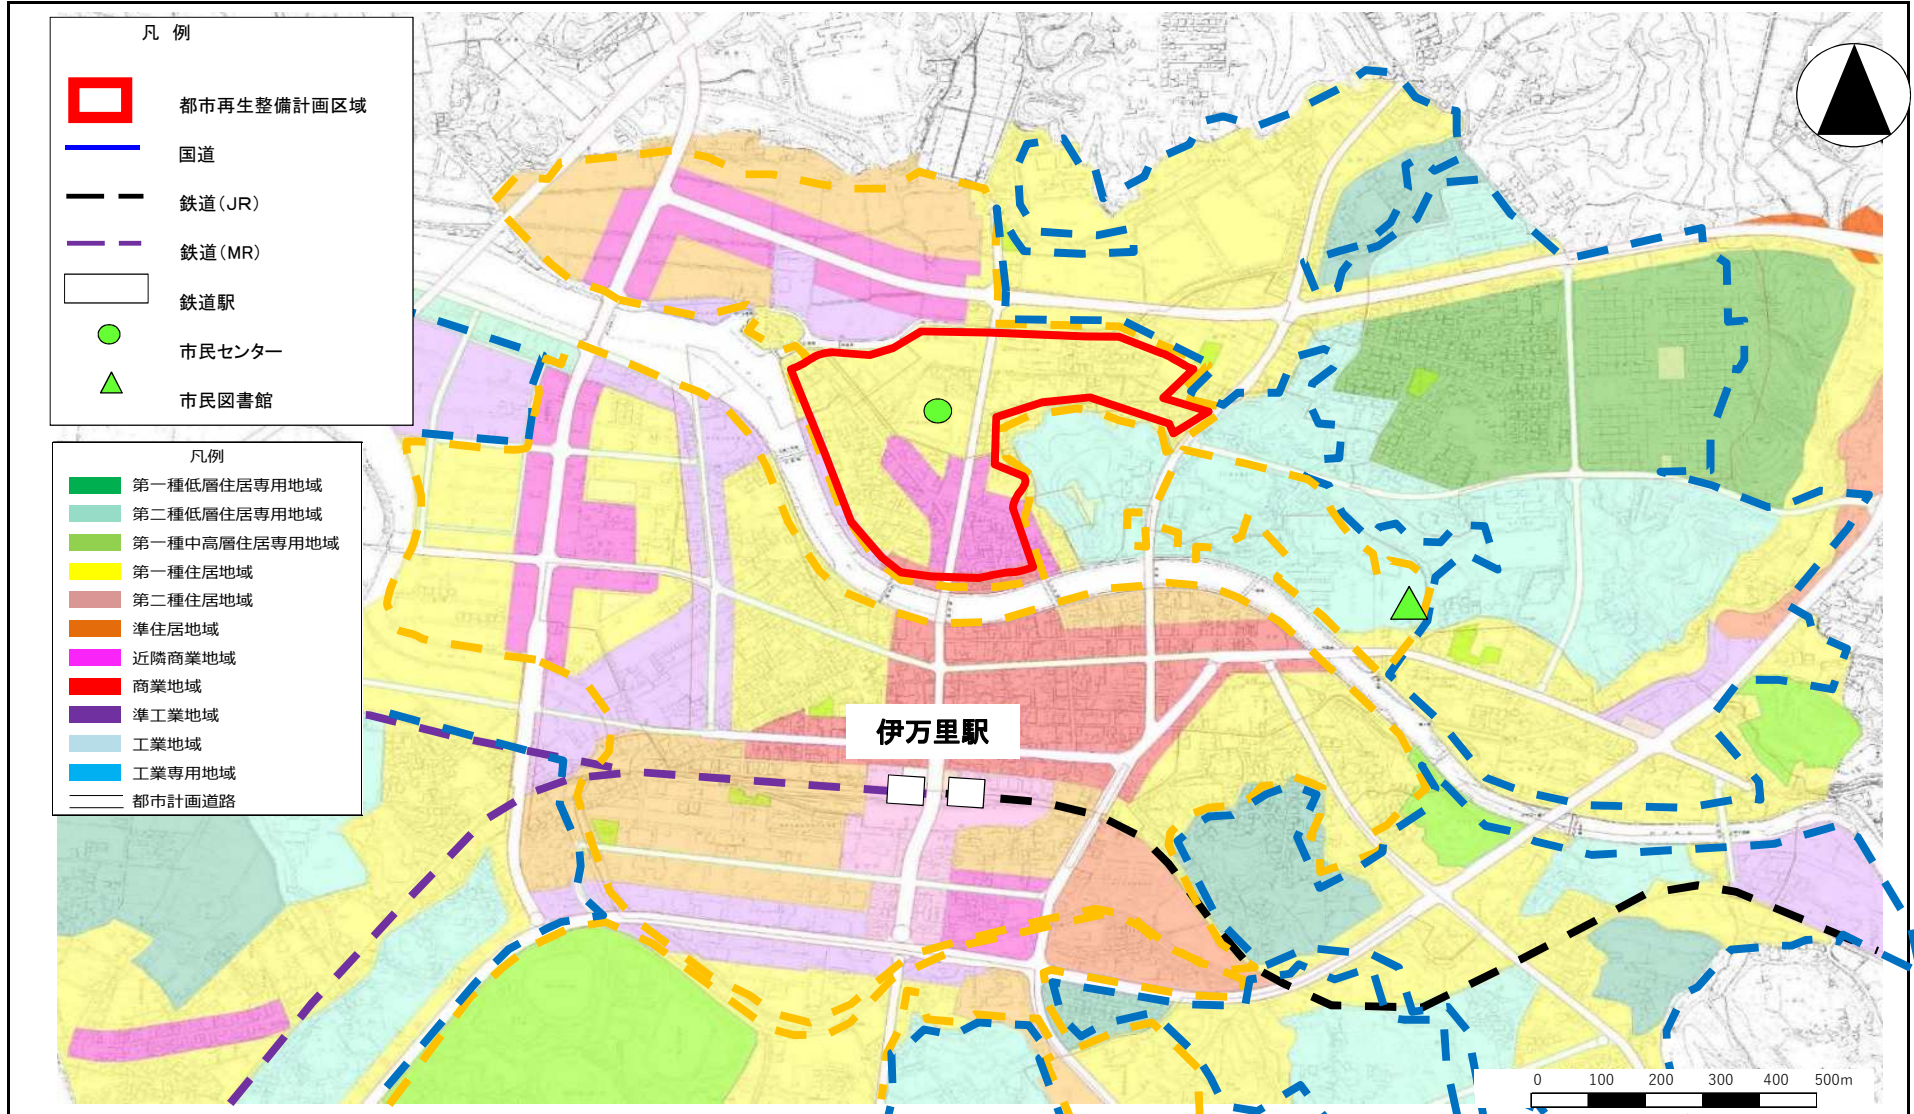 凡 例
都市再生整備計画区域
国道
鉄道(JR)
鉄道(MR)
鉄道駅
市民センター
市民図書館
凡例
第一種低層住居専用地域
第二種低層住居専用地域
第一種中高層住居専用地域
第一種住居地域
第二種住居地域
準住居地域
近隣商業地域
商業地域
準工業地域
工業地域
工業専用地域
都市計画道路
伊万里駅
0 100 200 300 400 500m